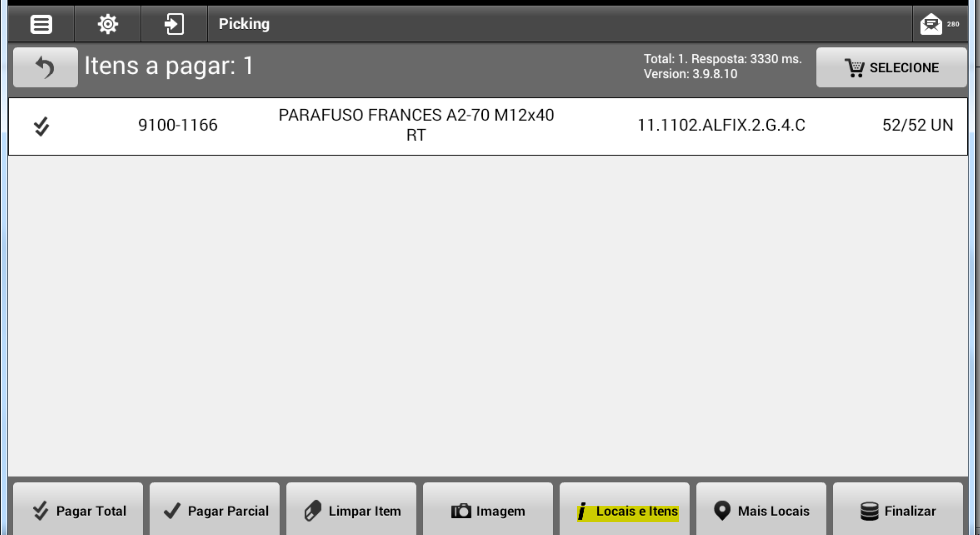 Picking
280
Itens a pagar: 1
Total: 1. Resposta: 3330 ms.
Version: 3.9.8.10
SELECIONE
9100-1166
PARAFUSO FRANCES A2-70 M12x40
RT
11.1102.ALFIX.2.G.4.C
52/52 UN
Pagar Total
Pagar Parcial
Limpar Item
Imagem
Locais e Itens
Mais Locais
Finalizar